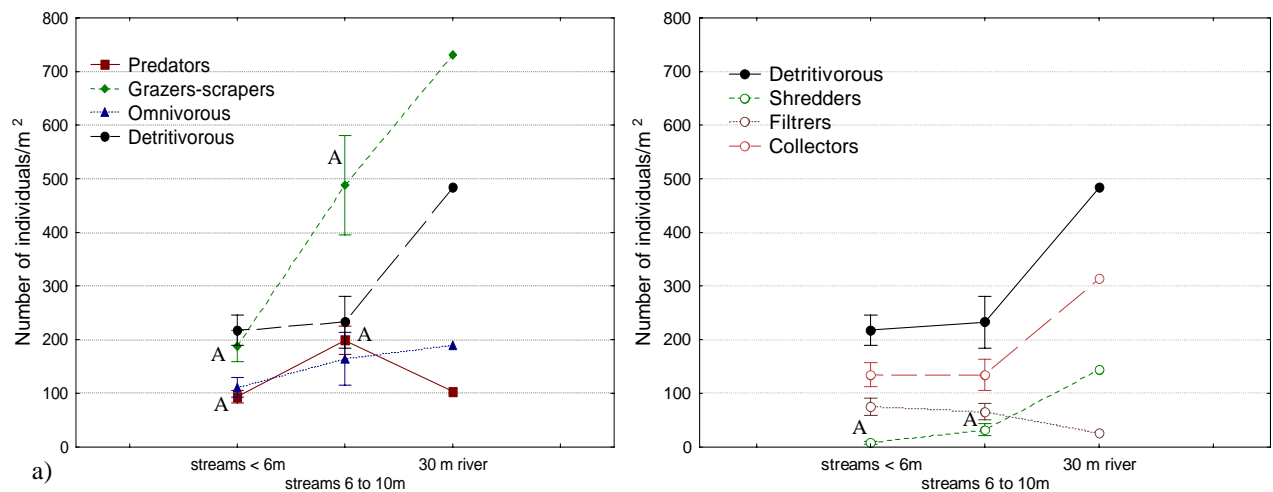 800
700
600
500
400
300
200
100
0
Number of individuals/m²
Predators
Grazers-scrapers
Omnivorous
Detritivorous
A
A
A
A
streams < 6m
30 m river
streams 6 to 10m
a)
800
700
600
500
400
300
200
100
0
Number of individuals/m²
Detritivorous
Shredders
Filtrers
Collectors
A
A
streams < 6m
30 m river
streams 6 to 10m